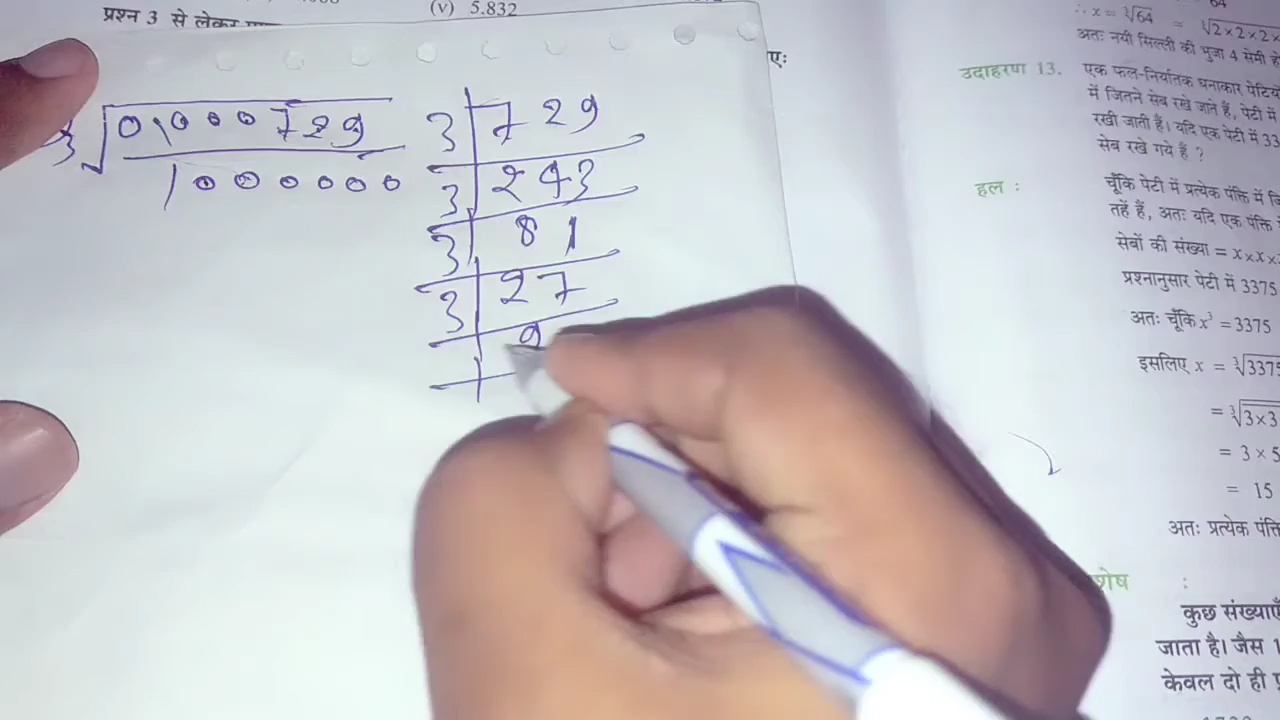 प्रश्न 3 से लेकर
(v) 5.832
3√0.000729
1000000
3 | 729
3 | 243
3 | 81
3 | 27
9
∴ x = ∛64 = ∛2×2×2×
अतः नयी सिल्ली की भुजा 4 सेमी
उदाहरण 13. एक फल-निर्यातक घनाकार पेटियों
में जितने सेब रखे जाते हैं, पेटी में
रखी जाती हैं। यदि एक पेटी में 33
सेब रखे गये हैं ?
हल : चूँकि पेटी में प्रत्येक पंक्ति में
तहें हैं, अतः यदि एक पंक्ति
सेबों की संख्या = x×x×
प्रश्नानुसार पेटी में 3375
अतः चूँकि x³ = 3375
इसलिए x = ∛3375
= ∛3×3
= 3 × 5
= 15
अतः प्रत्येक पंक्ति
शेष :
कुछ संख्याएँ
जाता है। जैस 1
केवल दो ही